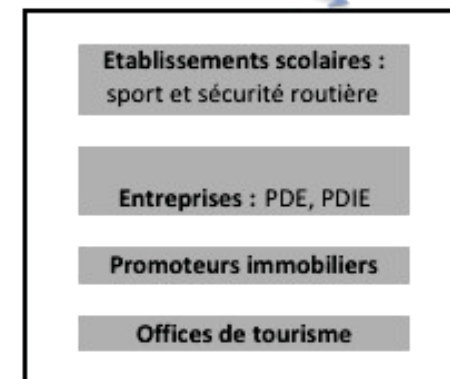 Etablissements scolaires :
sport et sécurité routière
Entreprises : PDE, PDIE
Promoteurs immobiliers
Offices de tourisme